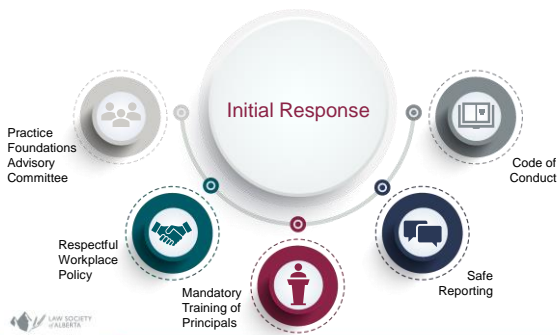 Initial Response
Practice
Foundations
Advisory
Committee
Respectful
Workplace
Policy
Mandatory
Training of
Principals
Safe
Reporting
Code of
Conduct
LAW SOCIETY
of ALBERTA